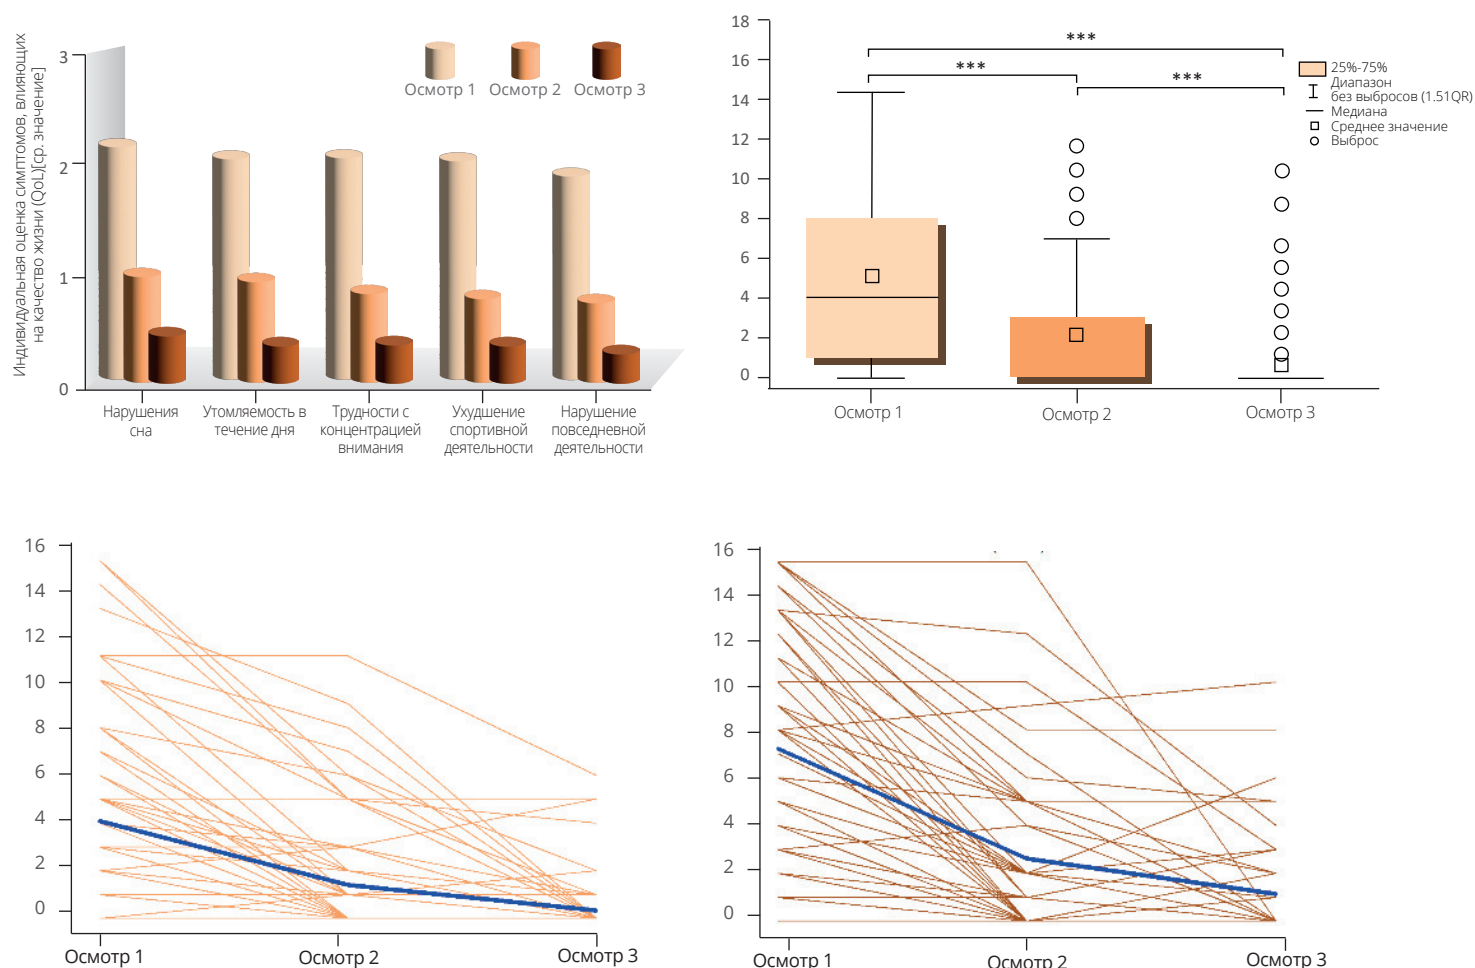 Индивидуальная оценка симптомов, влияющих
на качество жизни (QoL)[ср. значение]
3
2
1
0
Осмотр 1
Осмотр 2
Осмотр 3
Нарушения
сна
Утомляемость в
течение дня
Трудности с
концентрацией
внимания
Ухудшение
спортивной
деятельности
Нарушение
повседневной
деятельности
18
16
14
12
10
8
6
4
2
0
***
***
***
25%-75%
Диапазон
без выбросов (1.51QR)
Медиана
Среднее значение
Выброс
Осмотр 1
Осмотр 2
Осмотр 3
16
14
12
10
8
6
4
2
0
Осмотр 1
Осмотр 2
Осмотр 3
16
14
12
10
8
6
4
2
0
Осмотр 1
Осмотр 2
Осмотр 3